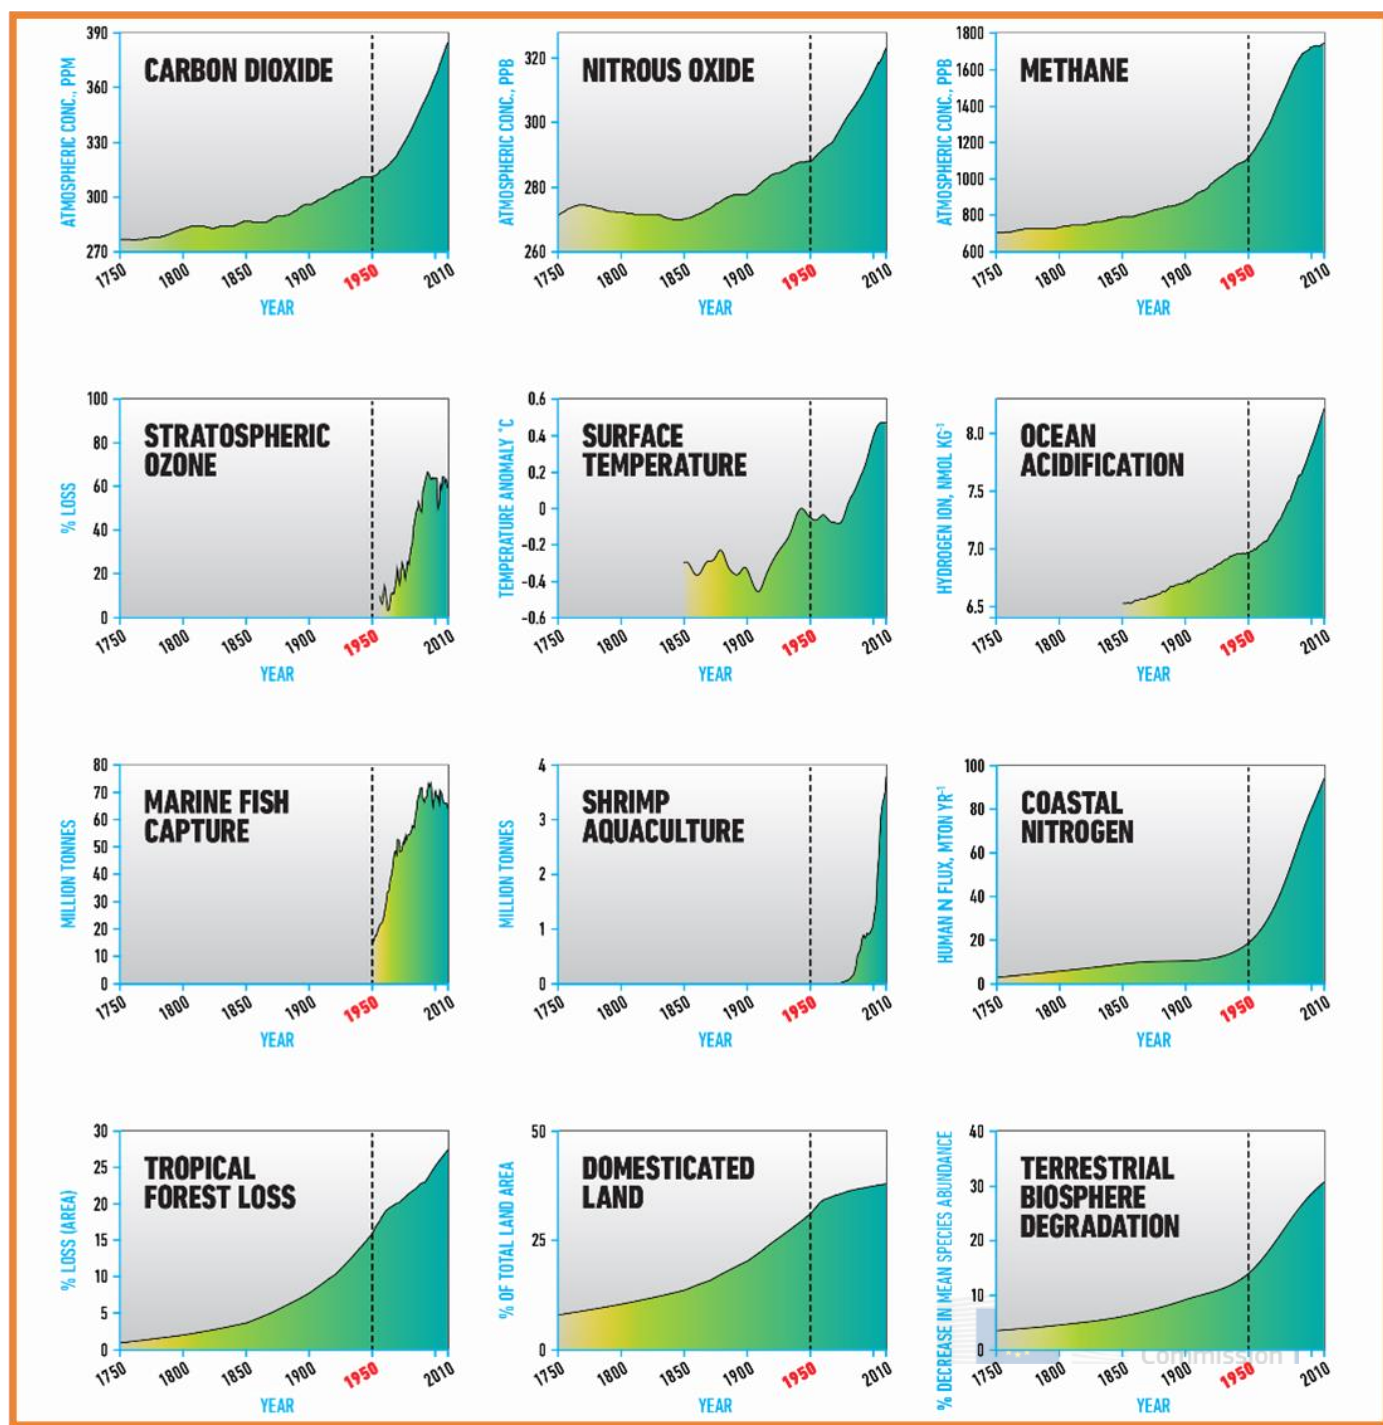 CARBON DIOXIDE
ATMOSPHERIC CONC., PPM
390
360
330
300
270
1750 1800 1850 1900 1950 2010
YEAR
NITROUS OXIDE
ATMOSPHERIC CONC., PPB
320
300
280
260
1750 1800 1850 1900 1950 2010
YEAR
METHANE
ATMOSPHERIC CONC., PPB
1800
1600
1400
1200
1000
800
600
1750 1800 1850 1900 1950 2010
YEAR
STRATOSPHERIC
OZONE
% LOSS
100
80
60
40
20
0
1750 1800 1850 1900 1950 2010
YEAR
SURFACE
TEMPERATURE
TEMPERATURE ANOMALY °C
0.6
0.4
0.2
0
-0.2
-0.4
-0.6
1750 1800 1850 1900 1950 2010
YEAR
OCEAN
ACIDIFICATION
HYDROGEN ION, NMOL KG⁻¹
8.0
7.5
7.0
6.5
1750 1800 1850 1900 1950 2010
YEAR
MARINE FISH
CAPTURE
MILLION TONNES
80
70
60
50
40
30
20
10
0
1750 1800 1850 1900 1950 2010
YEAR
SHRIMP
AQUACULTURE
MILLION TONNES
4
3
2
1
0
1750 1800 1850 1900 1950 2010
YEAR
COASTAL
NITROGEN
HUMAN N FLUX, MTON YR⁻¹
100
80
60
40
20
0
1750 1800 1850 1900 1950 2010
YEAR
TROPICAL
FOREST LOSS
% LOSS (AREA)
30
25
20
15
10
5
0
1750 1800 1850 1900 1950 2010
YEAR
DOMESTICATED
LAND
% OF TOTAL LAND AREA
50
25
0
1750 1800 1850 1900 1950 2010
YEAR
TERRESTRIAL
BIOSPHERE
DEGRADATION
% DECREASE IN MEAN SPECIES ABUNDANCE
40
30
20
10
0
Commission
1750 1800 1850 1900 1950 2010
YEAR